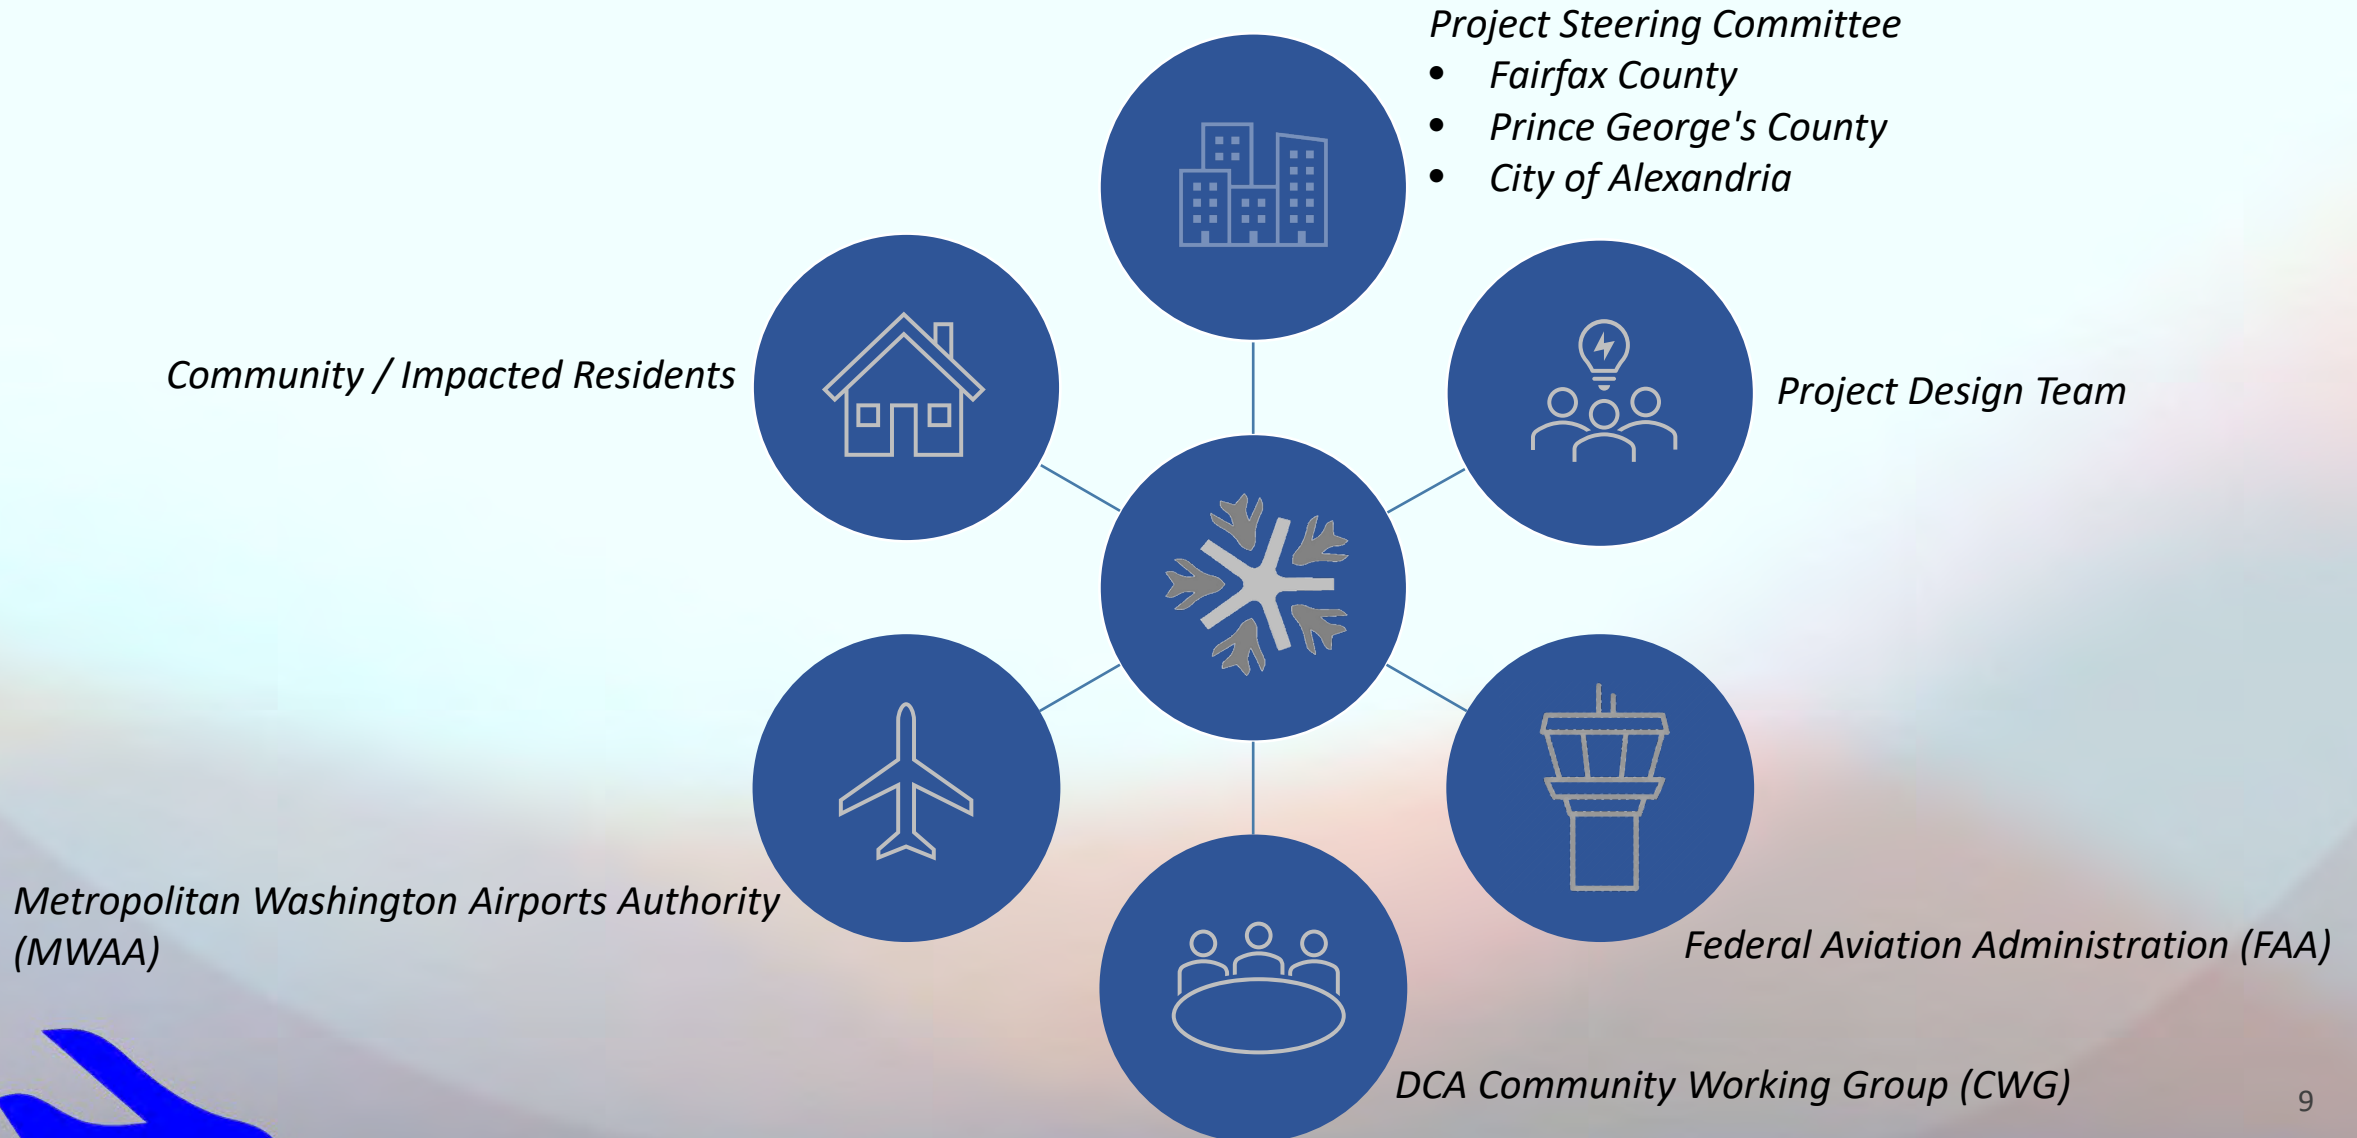 Project Steering Committee
• Fairfax County
• Prince George's County
• City of Alexandria
Community / Impacted Residents
Project Design Team
Metropolitan Washington Airports Authority
(MWAA)
Federal Aviation Administration (FAA)
DCA Community Working Group (CWG)
9